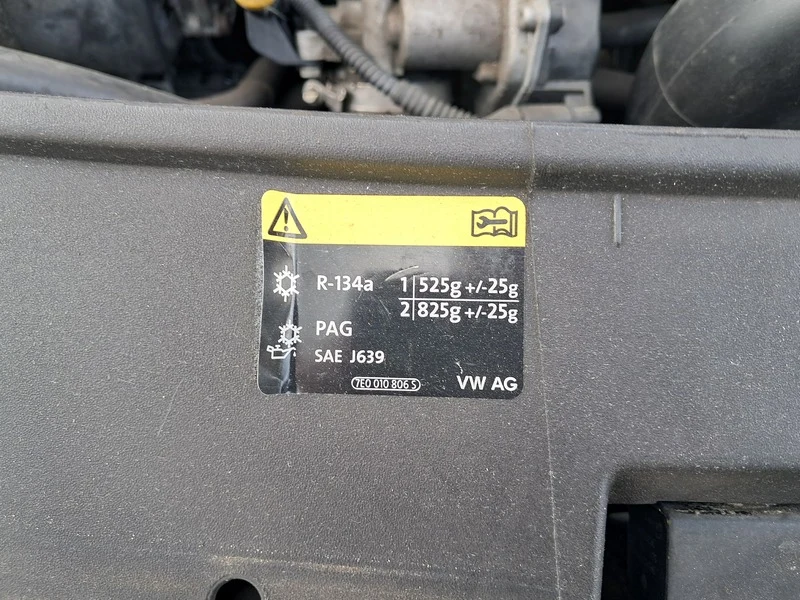 R-134a 1 525g +/-25g
2 825g +/-25g
PAG
SAE J639
7E0 010 806 S
VW AG